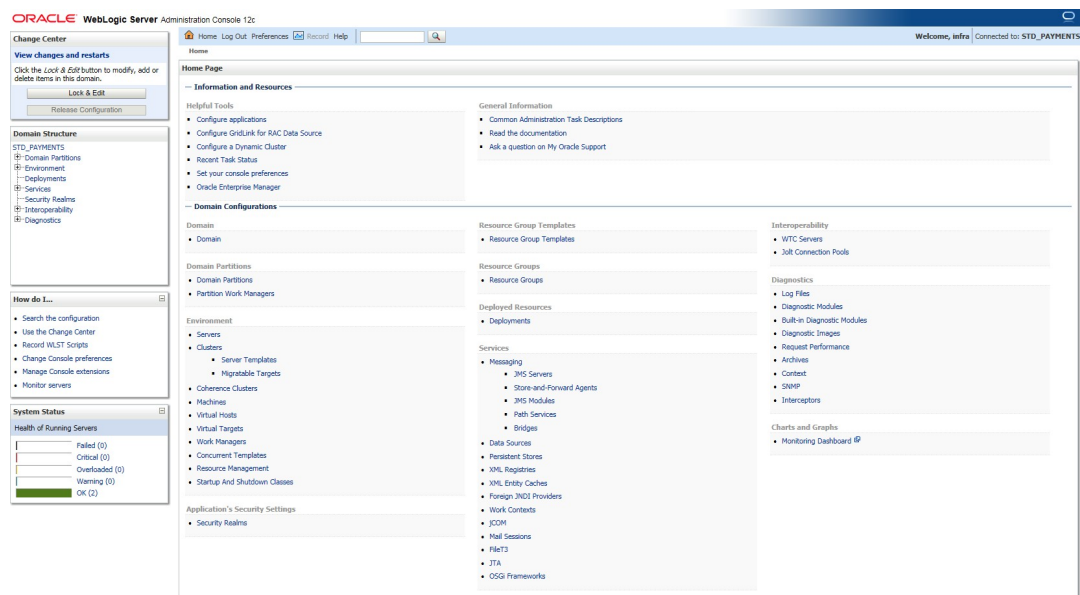 ORACLE WebLogic Server Administration Console 12c
Change Center
View changes and restarts
Click the Lock & Edit button to modify, add or
delete items in this domain.
Lock & Edit
Release Configuration
Domain Structure
STD_PAYMENTS
Domain Partitions
Environment
Deployments
Services
Security Realms
Interoperability
Diagnostics
How do I...
Search the configuration
Use the Change Center
Record WLST Scripts
Change Console preferences
Manage Console extensions
Monitor servers
System Status
Health of Running Servers
Failed (0)
Critical (0)
Overloaded (0)
Warning (0)
OK (2)
Home Log Out Preferences Record Help
Welcome, infra Connected to: STD_PAYMENTS
Home
Home Page
Information and Resources
Helpful Tools
Configure applications
Configure GridLink for RAC Data Source
Configure a Dynamic Cluster
Recent Task Status
Set your console preferences
Oracle Enterprise Manager
General Information
Common Administration Task Descriptions
Read the documentation
Ask a question on My Oracle Support
Domain Configurations
Domain
Domain
Domain Partitions
Domain Partitions
Partition Work Managers
Environment
Servers
Clusters
Server Templates
Migratable Targets
Coherence Clusters
Machines
Virtual Hosts
Virtual Targets
Work Managers
Concurrent Templates
Resource Management
Startup And Shutdown Classes
Application's Security Settings
Security Realms
Resource Group Templates
Resource Group Templates
Resource Groups
Resource Groups
Deployed Resources
Deployments
Services
Messaging
JMS Servers
Store-and-Forward Agents
JMS Modules
Path Services
Bridges
Data Sources
Persistent Stores
XML Registries
XML Entity Caches
Foreign JNDI Providers
Work Contexts
jCOM
Mail Sessions
FileT3
JTA
OSGi Frameworks
Interoperability
WTC Servers
Jolt Connection Pools
Diagnostics
Log Files
Diagnostic Modules
Built-in Diagnostic Modules
Diagnostic Images
Request Performance
Archives
Context
SNMP
Interceptors
Charts and Graphs
Monitoring Dashboard